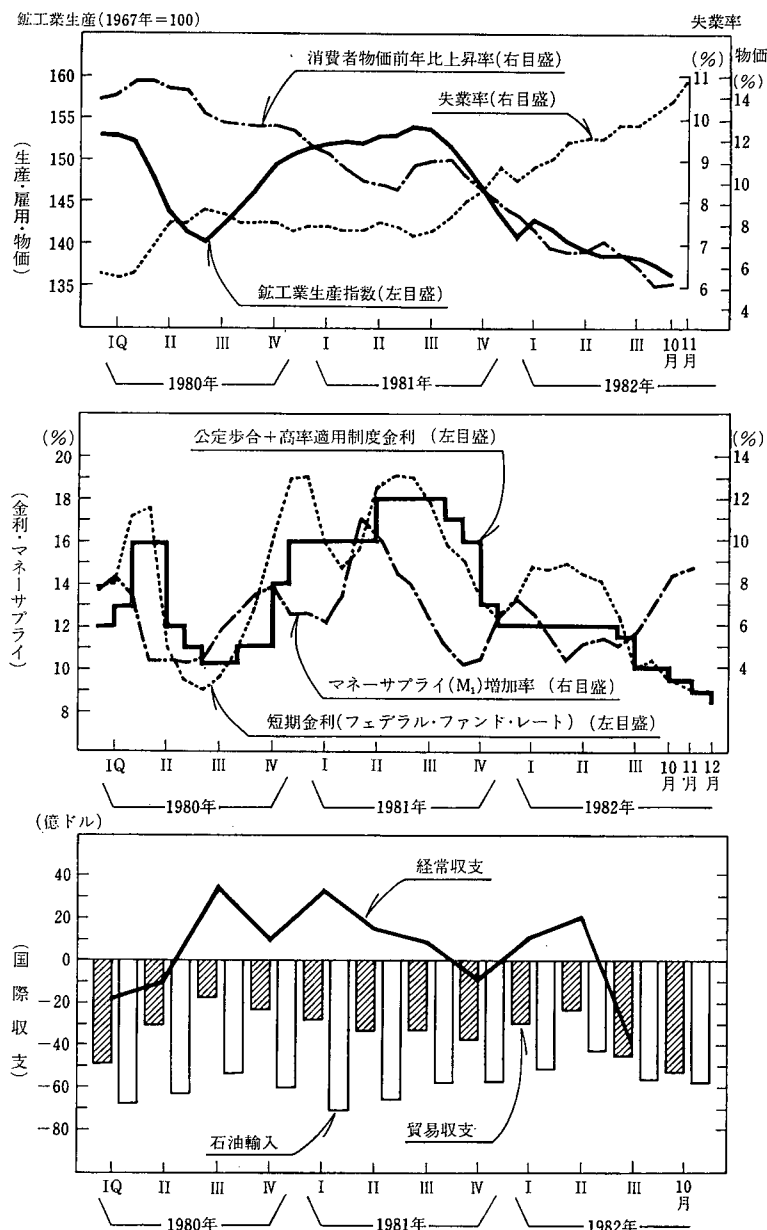 鉱工業生産(1967年=100)
失業率
(%)
物価
(%)
消費者物価前年比上昇率(右目盛)
失業率(右目盛)
160
155
150
145
140
135
11
10
9
8
7
6
14
12
10
8
6
4
(生産・雇用・物価)
鉱工業生産指数(左目盛)
IQ II III IV I II III IV I II III 10月 11月
1980年 1981年 1982年
(%)
(%)
公定歩合+高率適用制度金利 (左目盛)
20
18
16
14
12
10
8
14
12
10
8
6
4
(金利・マネーサプライ)
マネーサプライ(M₁)増加率 (右目盛)
短期金利(フェデラル・ファンド・レート) (左目盛)
IQ II III IV I II III IV I II III 10月 11月 12月
1980年 1981年 1982年
(億ドル)
経常収支
40
20
0
-20
-40
-60
-80
(国際収支)
石油輸入
貿易収支
IQ II III IV I II III IV I II III 10月
1980年 1981年 1982年